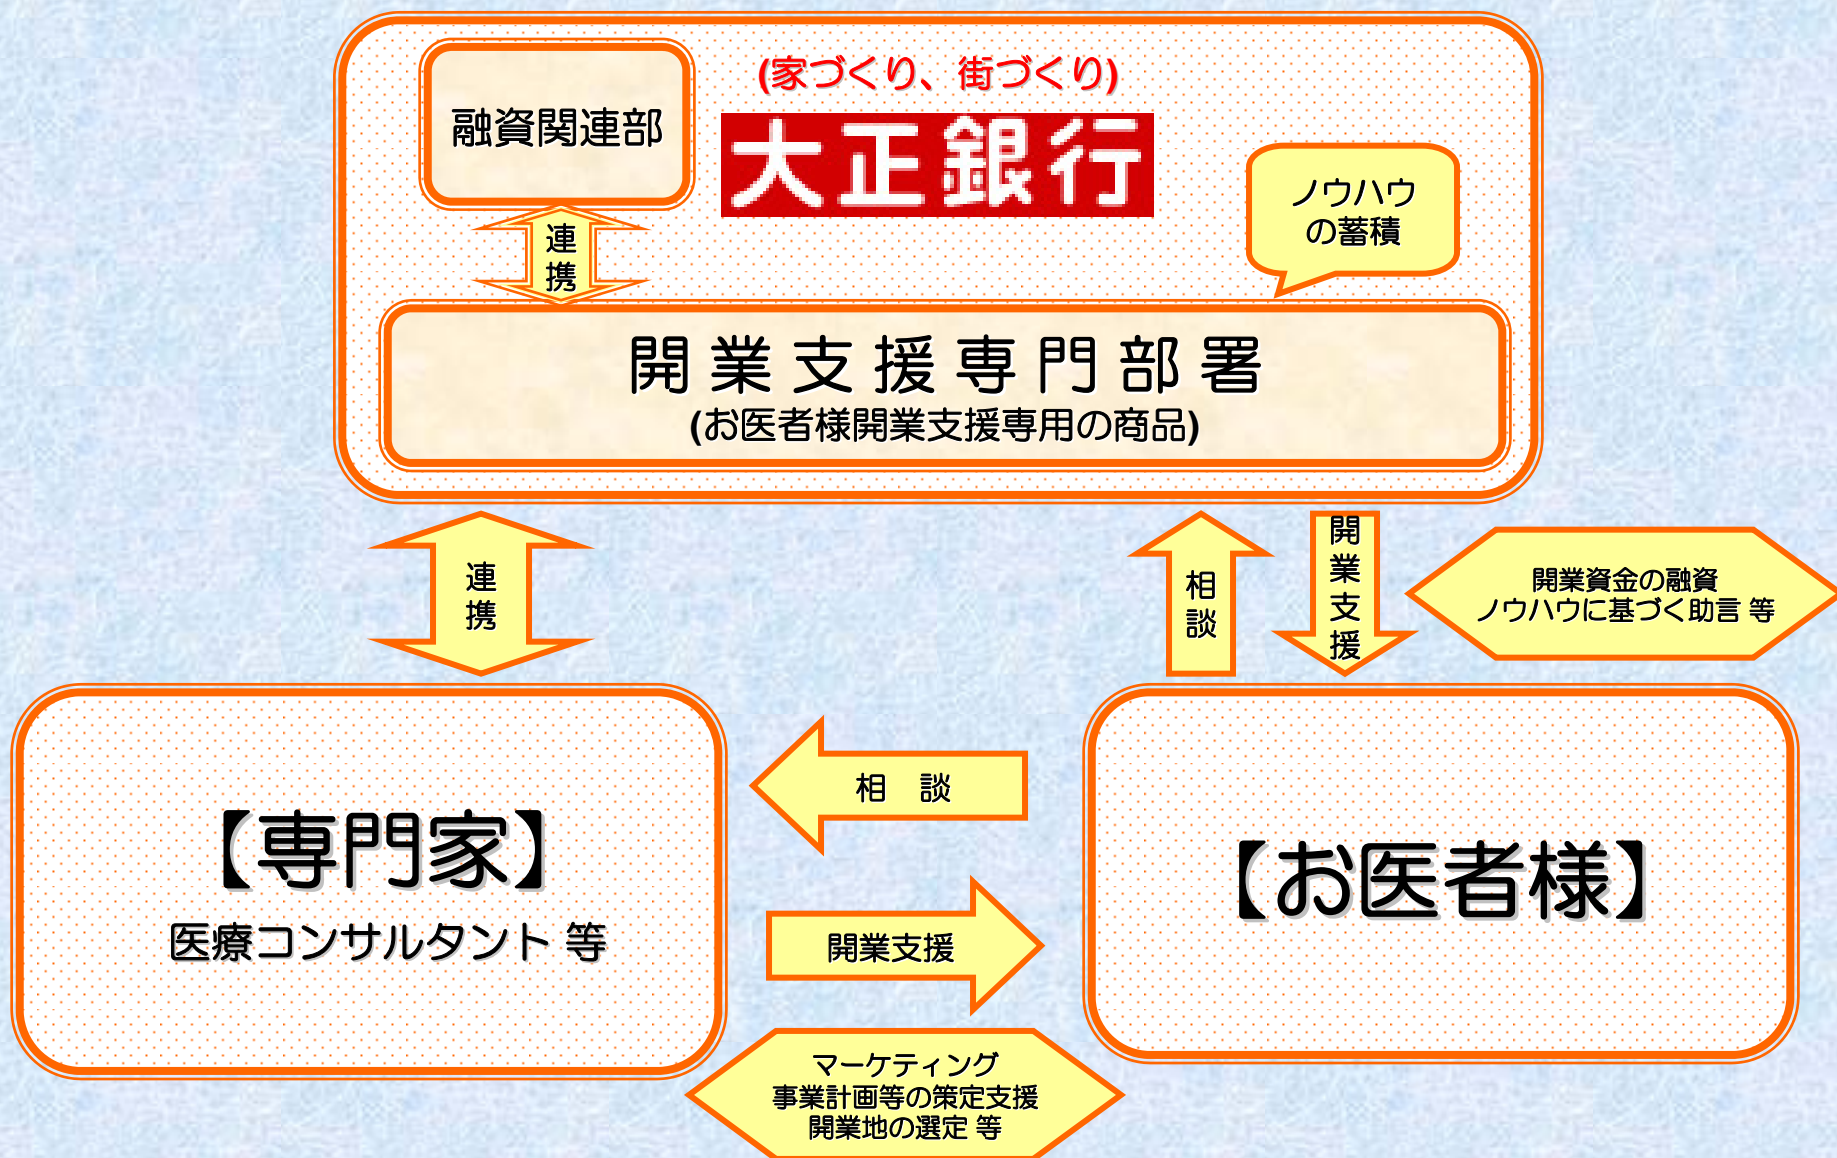 (家づくり、街づくり)
融資関連部
大正銀行
ノウハウ
の蓄積
連
携
開業支援専門部署
(お医者様開業支援専用の商品)
連
携
相
談
開
業
支
援
開業資金の融資
ノウハウに基づく助言 等
相 談
【専門家】
医療コンサルタント 等
【お医者様】
開業支援
マーケティング
事業計画等の策定支援
開業地の選定 等